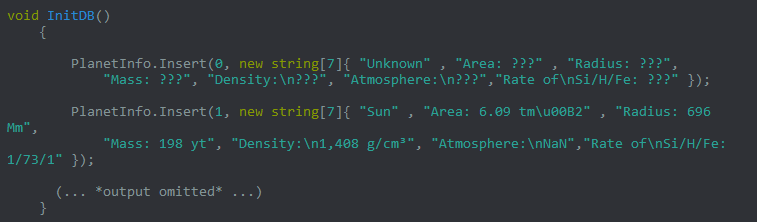 void InitDB()
{
PlanetInfo.Insert(0, new string[7]{ "Unknown" , "Area: ???" , "Radius: ???",
"Mass: ???", "Density:\n???", "Atmosphere:\n???","Rate of\nSi/H/Fe: ???" });
PlanetInfo.Insert(1, new string[7]{ "Sun" , "Area: 6.09 tm\u00B2" , "Radius: 696
Mm",
"Mass: 198 yt", "Density:\n1,408 g/cm³", "Atmosphere:\nNaN","Rate of\nSi/H/Fe:
1/73/1" });
(... *output omitted* ...)
}